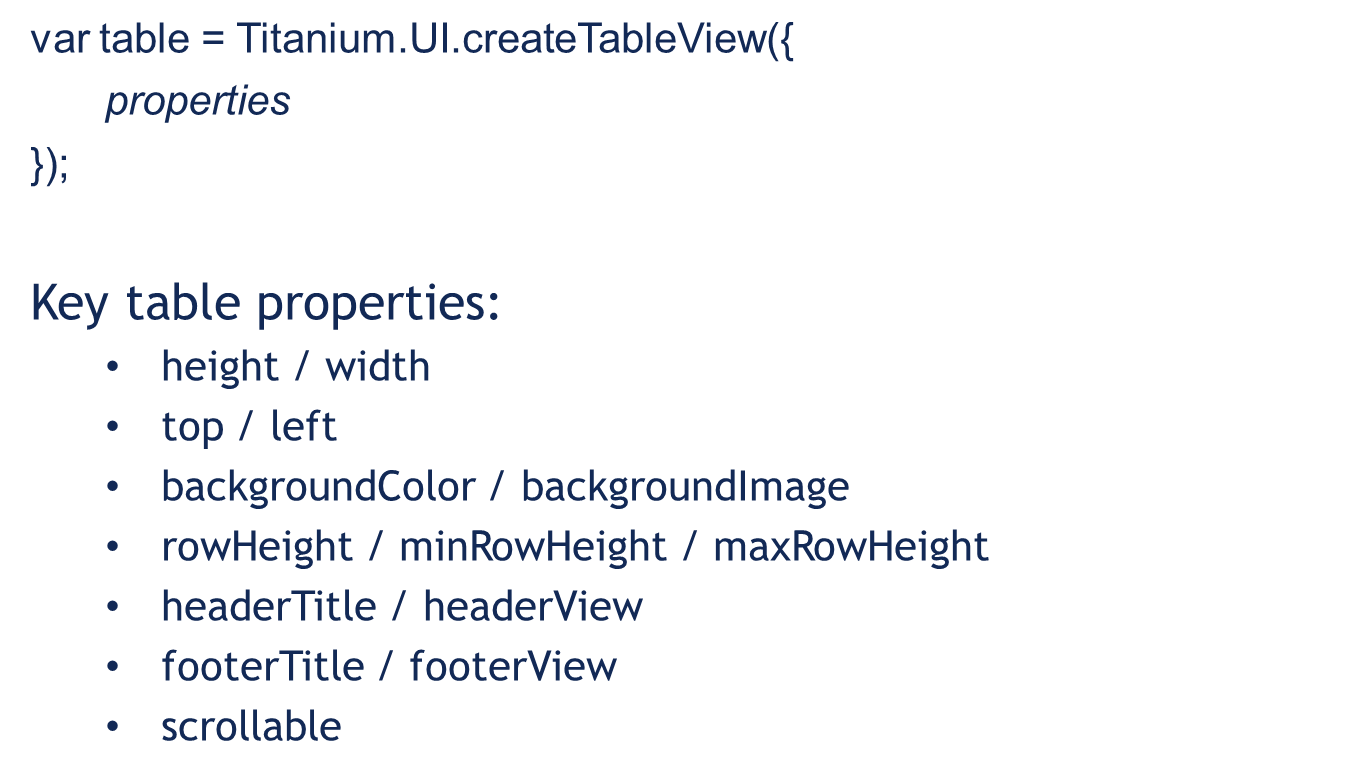 var table = Titanium.UI.createTableView({
properties
});
Key table properties:
• height / width
• top / left
• backgroundColor / backgroundImage
• rowHeight / minRowHeight / maxRowHeight
• headerTitle / headerView
• footerTitle / footerView
• scrollable